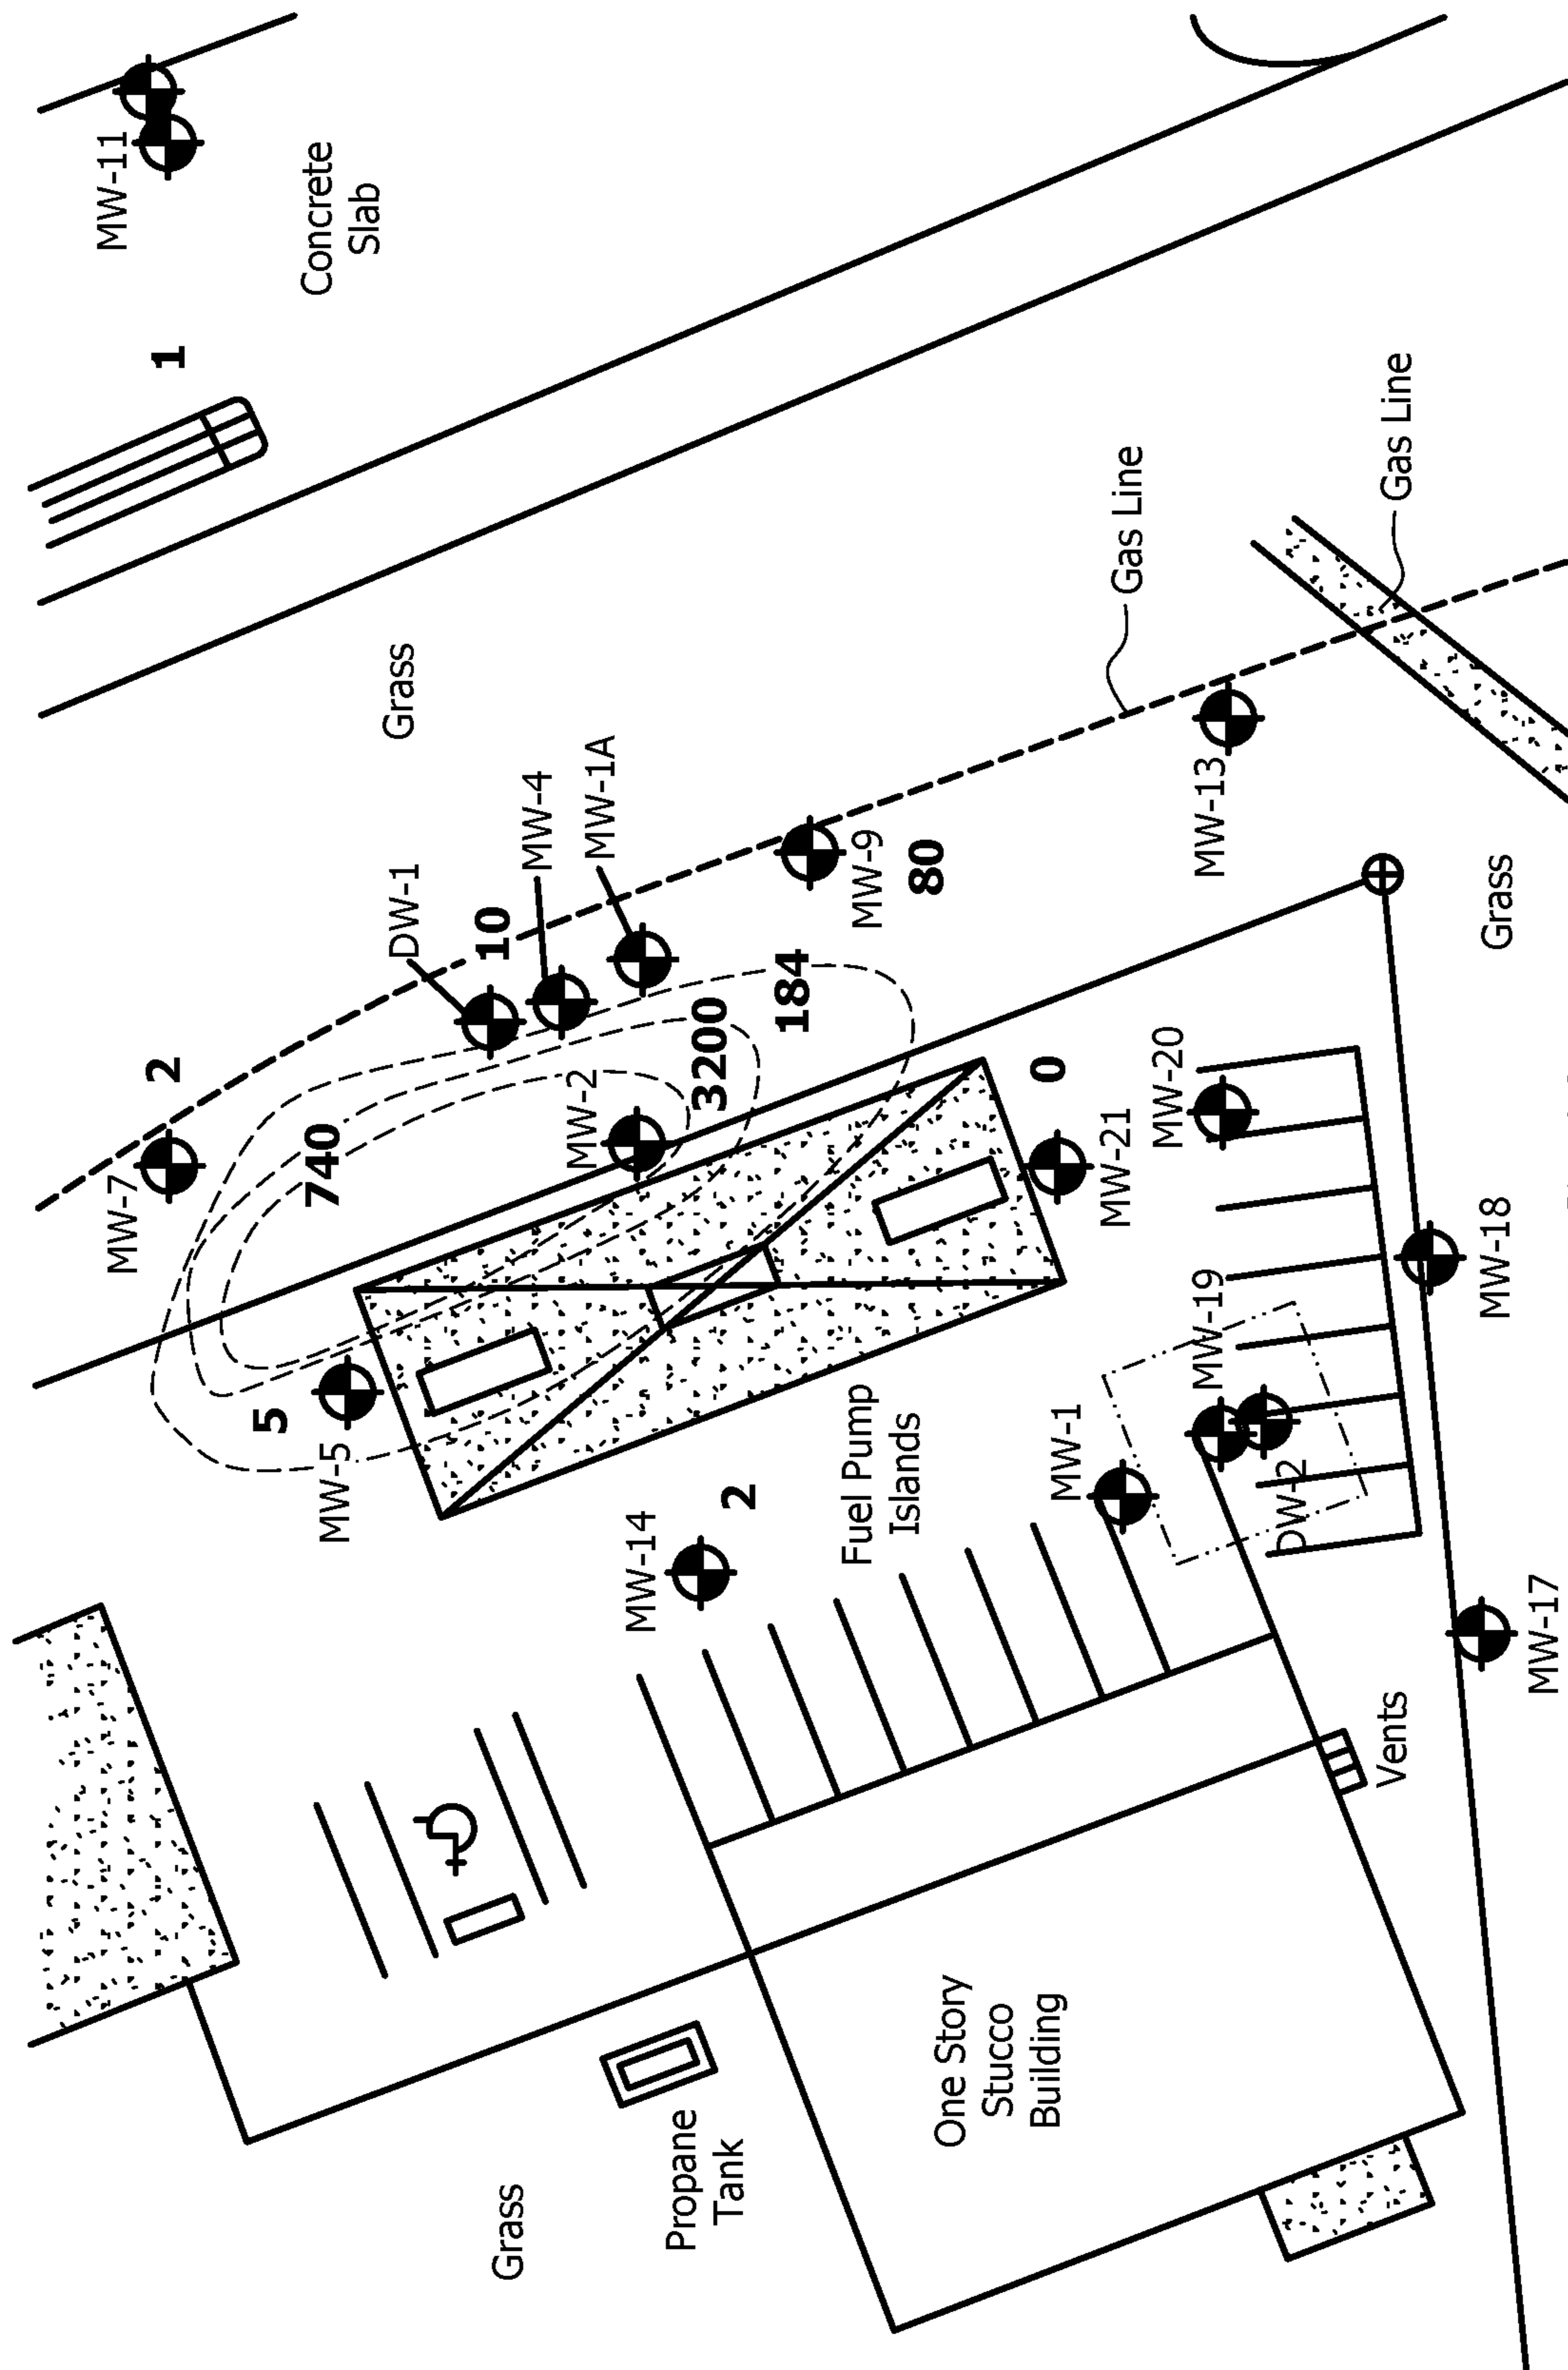 MW-11
Concrete
Slab
1
Gas Line
Gas Line
Grass
MW-13
MW-1A
MW-4
DW-1
10
MW-9
80
Grass
184
3200
2
MW-7
740
MW-2
0
MW-20
MW-21
MW-18
MW-19
5
MW-5
Fuel Pump
Islands
MW-1
DW-2
2
MW-14
MW-17
Vents
One Story
Stucco
Building
Propane
Tank
Grass